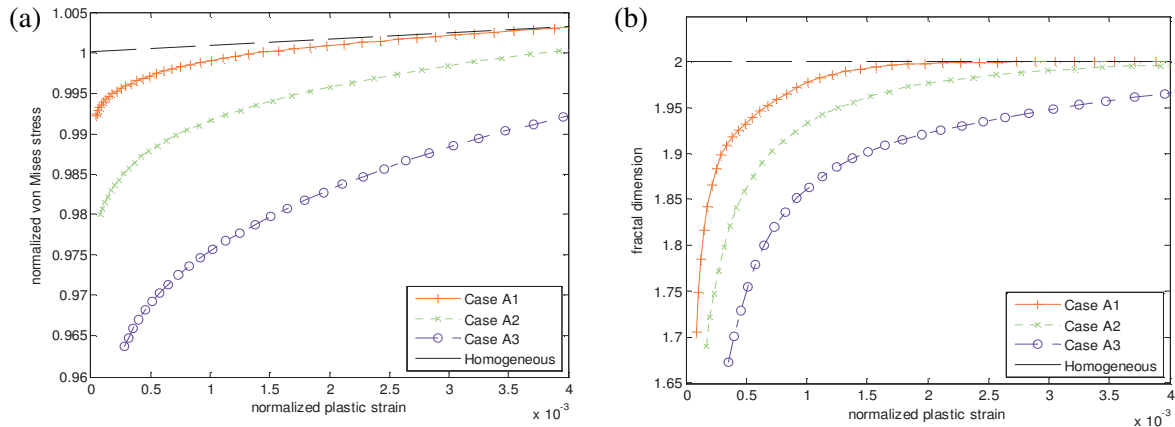 (a)
normalized von Mises stress
1.005
1
0.995
0.99
0.985
0.98
0.975
0.97
0.965
0.96
0
0.5
1
1.5
2
2.5
3
3.5
4
x 10⁻³
normalized plastic strain
Case A1
Case A2
Case A3
Homogeneous
(b)
fractal dimension
2
1.95
1.9
1.85
1.8
1.75
1.7
1.65
0
0.5
1
1.5
2
2.5
3
3.5
4
x 10⁻³
normalized plastic strain
Case A1
Case A2
Case A3
Homogeneous